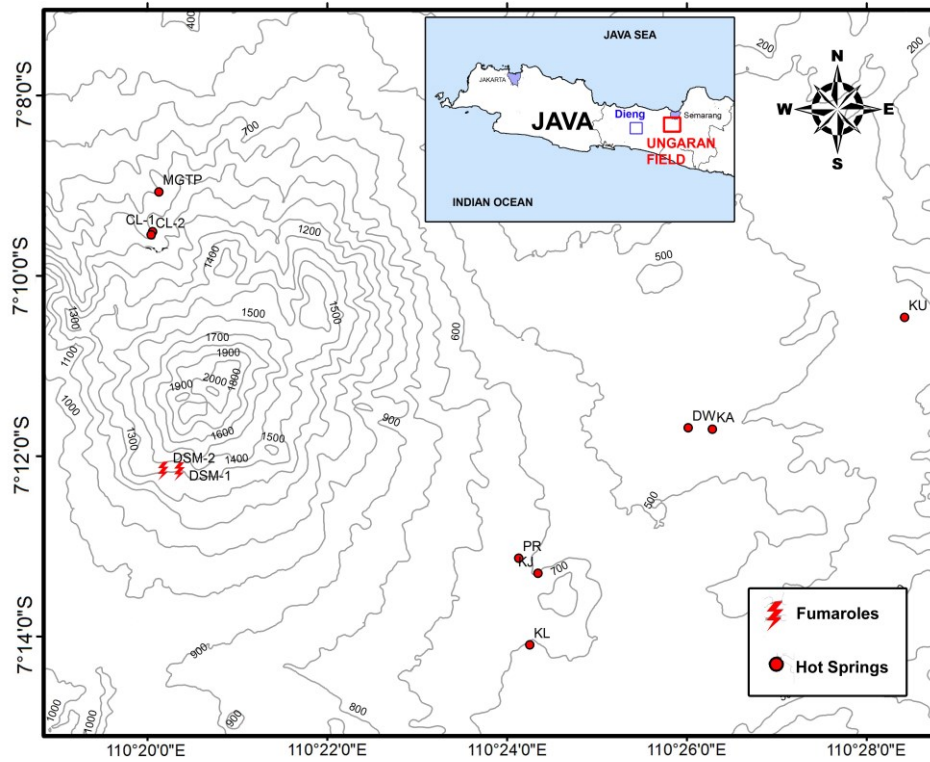 400
200
200
JAVA SEA
JAKARTA
JAVA
Dieng
Semarang
UNGARAN
FIELD
INDIAN OCEAN
N
W
E
S
7°8'0"S
700
MGTP
CL-1
CL-2
1200
1400
500
7°10'0"S
1300
1500
1500
1100
600
KU
1700
1900
1900
2000
1800
1000
900
DW
KA
1600
1300
1500
1400
7°12'0"S
DSM-2
DSM-1
500
PR
KJ
700
KL
7°14'0"S
900
800
1000
1000
900
Fumaroles
Hot Springs
110°20'0"E
110°22'0"E
110°24'0"E
110°26'0"E
110°28'0"E